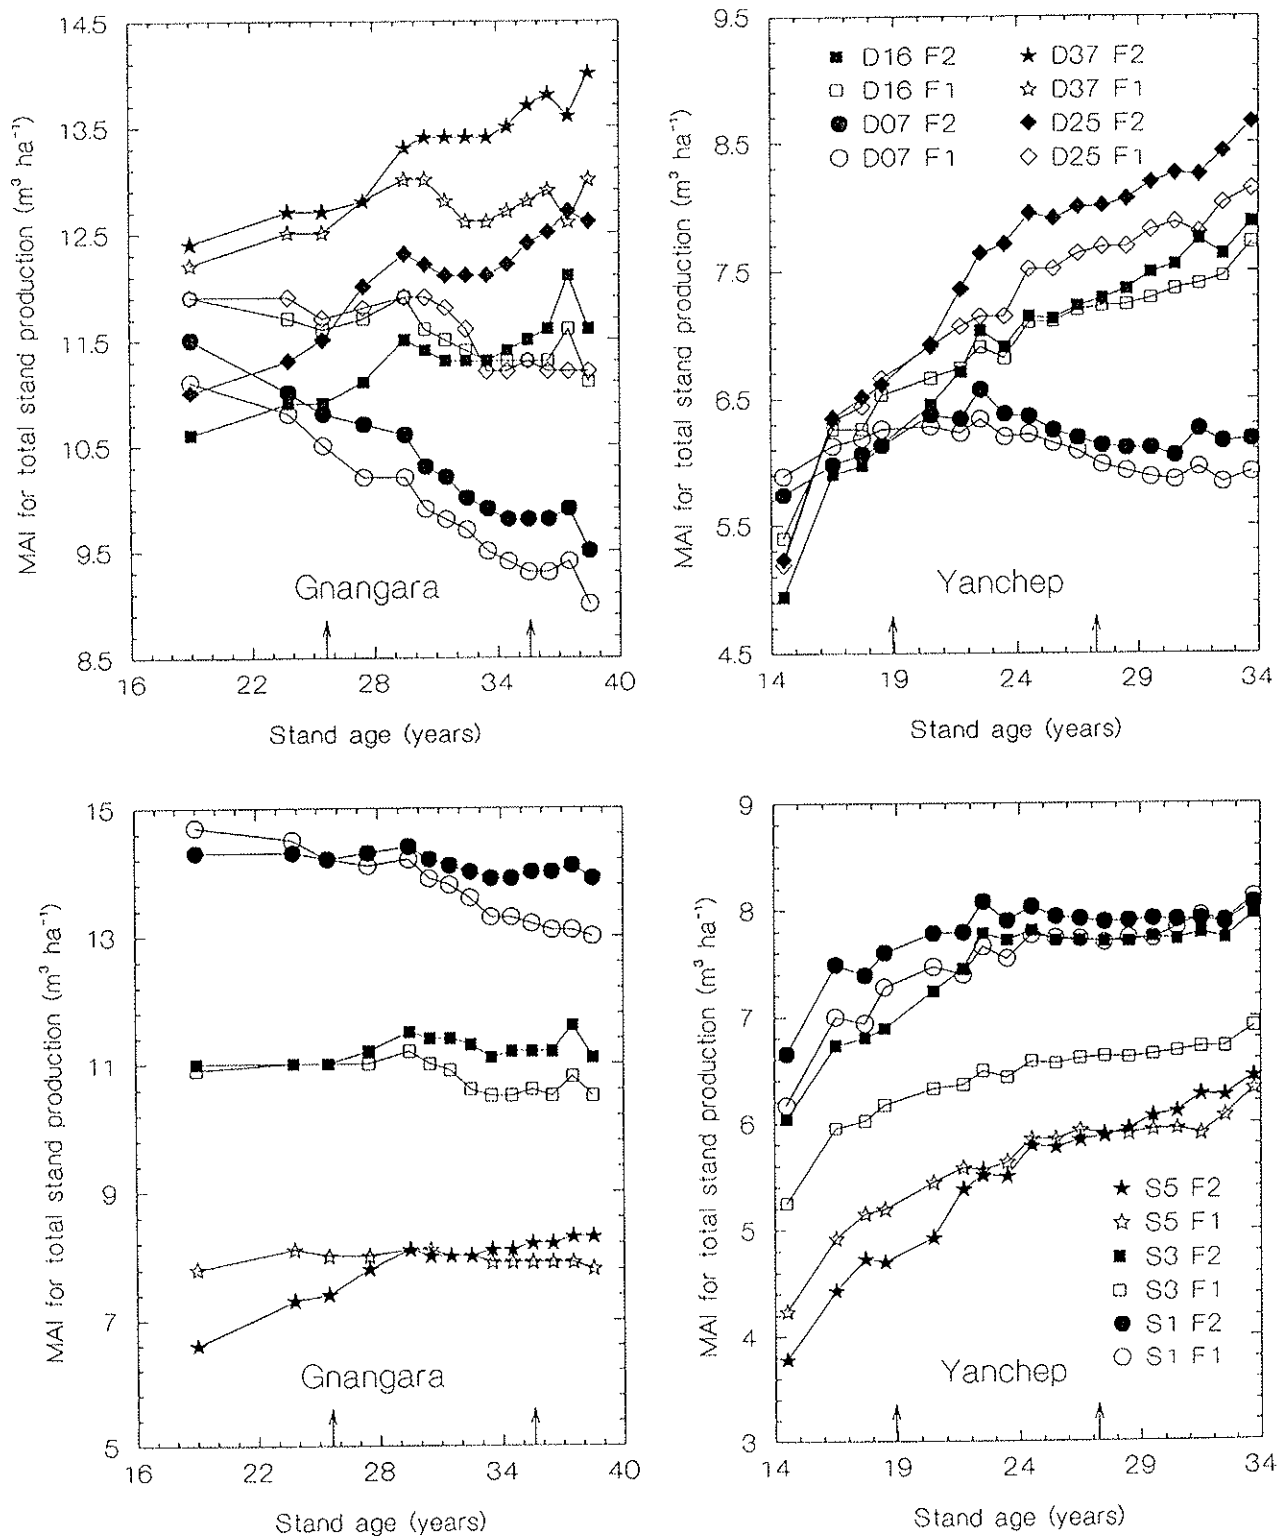 14.5
13.5
12.5
11.5
10.5
9.5
8.5
MAI for total stand production (m³ ha⁻¹)
Gnangara
16 22 28 34 40
Stand age (years)
9.5
8.5
7.5
6.5
5.5
4.5
MAI for total stand production (m³ ha⁻¹)
D16 F2
D16 F1
D07 F2
D07 F1
D37 F2
D37 F1
D25 F2
D25 F1
Yanchep
14 19 24 29 34
Stand age (years)
15
13
11
9
7
5
MAI for total stand production (m³ ha⁻¹)
Gnangara
16 22 28 34 40
Stand age (years)
9
8
7
6
5
4
3
MAI for total stand production (m³ ha⁻¹)
S5 F2
S5 F1
S3 F2
S3 F1
S1 F2
S1 F1
Yanchep
14 19 24 29 34
Stand age (years)